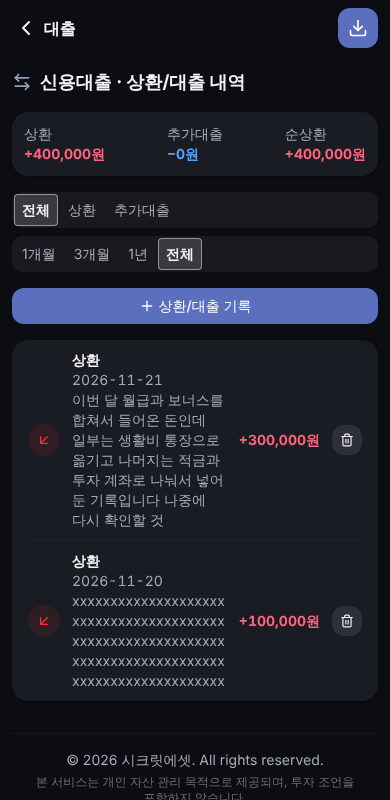 대출
신용대출 · 상환/대출 내역
상환 추가대출 순상환
+400,000원 −0원 +400,000원
전체 상환 추가대출
1개월 3개월 1년 전체
+ 상환/대출 기록
상환
2026-11-21
이번 달 월급과 보너스를
합쳐서 들어온 돈인데
일부는 생활비 통장으로
옮기고 나머지는 적금과
투자 계좌로 나눠서 넣어
둔 기록입니다 나중에
다시 확인할 것
+300,000원
상환
2026-11-20
xxxxxxxxxxxxxxxxxxxx
xxxxxxxxxxxxxxxxxxxx
xxxxxxxxxxxxxxxxxxxx
xxxxxxxxxxxxxxxxxxxx
xxxxxxxxxxxxxxxxxxxx
+100,000원
© 2026 시크릿에셋. All rights reserved.
본 서비스는 개인 자산 관리 목적으로 제공되며, 투자 조언을
포함하지 않습니다